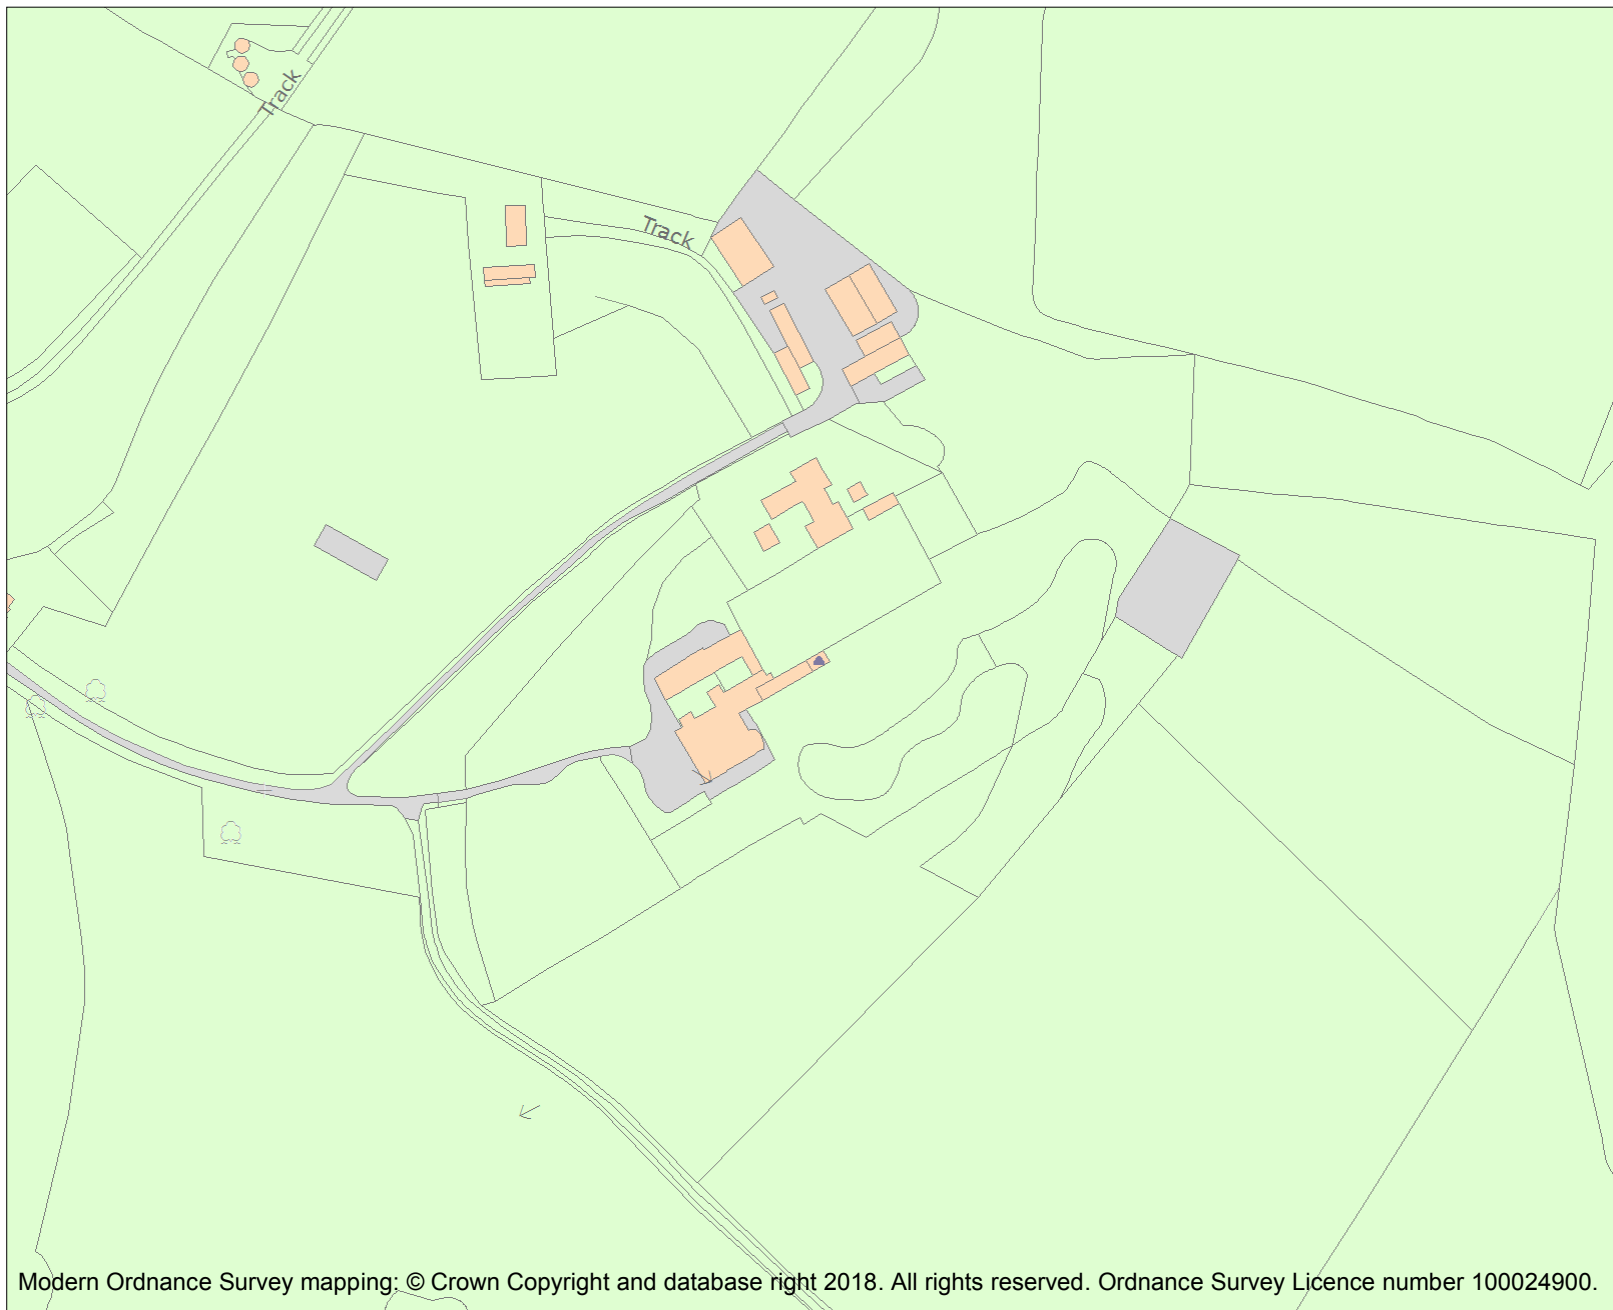 Track
Track
Modern Ordnance Survey mapping: © Crown Copyright and database right 2018. All rights reserved. Ordnance Survey Licence number 100024900.